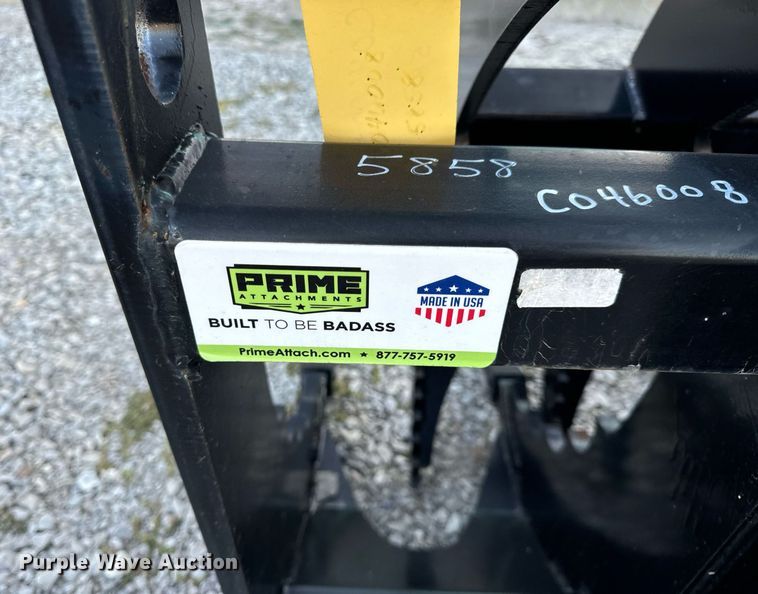 5858
C046008
PRIME
ATTACHMENTS
BUILT TO BE BADASS
MADE IN USA
PrimeAttach.com ★ 877-757-5919
Purple Wave Auction